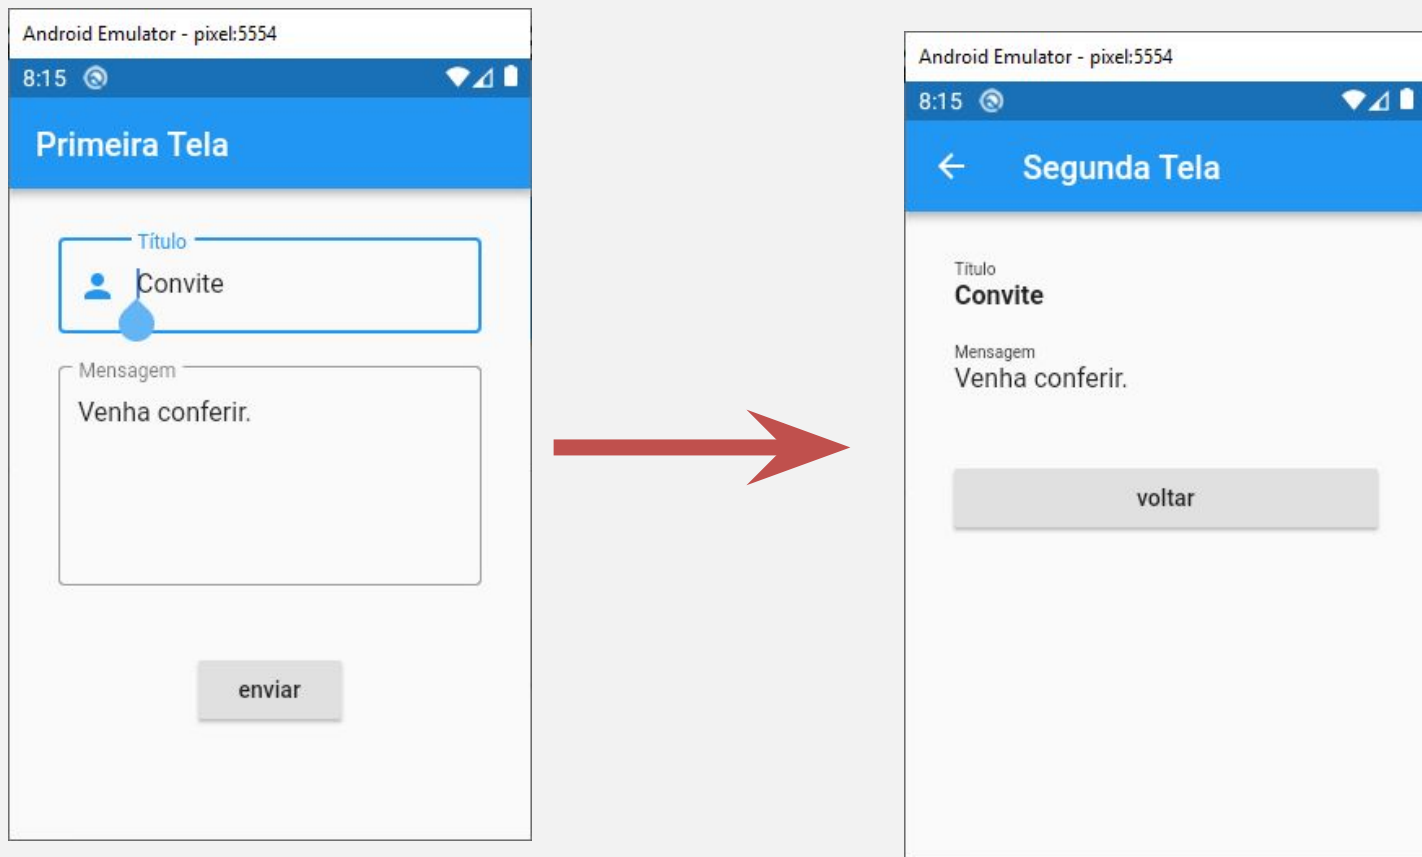 Android Emulator - pixel:5554
8:15
Primeira Tela
Título
Convite
Mensagem
Venha conferir.
enviar
Android Emulator - pixel:5554
8:15
Segunda Tela
Título
Convite
Mensagem
Venha conferir.
voltar